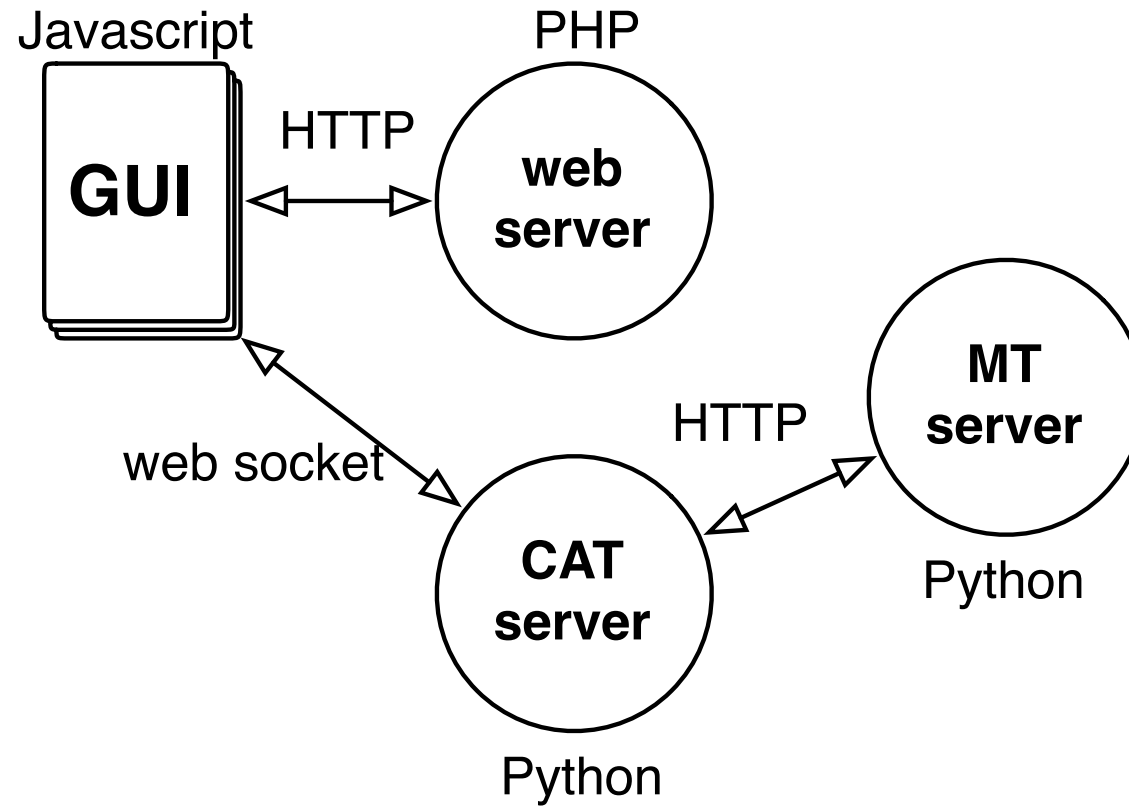 Javascript
PHP
HTTP
GUI
web
server
MT
server
HTTP
web socket
CAT
server
Python
Python